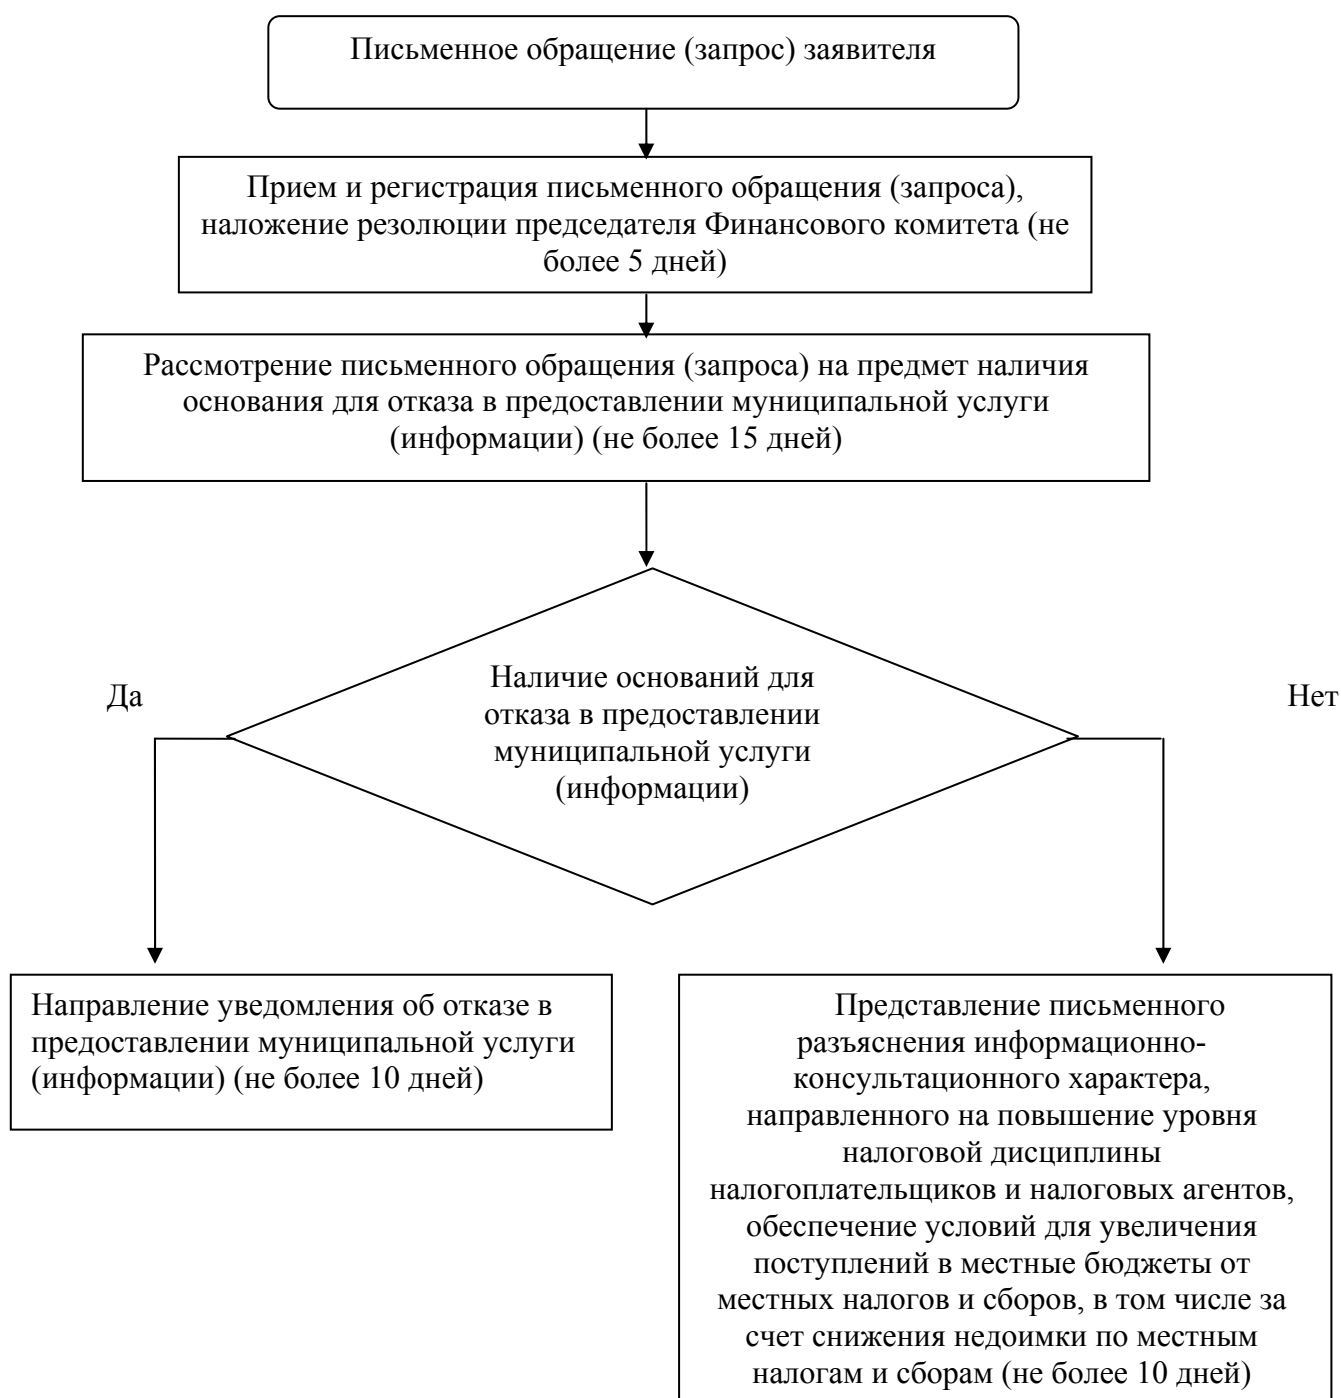 Письменное обращение (запрос) заявителя
Прием и регистрация письменного обращения (запроса),
наложение резолюции председателя Финансового комитета (не
более 5 дней)
Рассмотрение письменного обращения (запроса) на предмет наличия
основания для отказа в предоставлении муниципальной услуги
(информации) (не более 15 дней)
Наличие оснований для
отказа в предоставлении
муниципальной услуги
(информации)
Да
Нет
Направление уведомления об отказе в
предоставлении муниципальной услуги
(информации) (не более 10 дней)
Представление письменного
разъяснения информационно-
консультационного характера,
направленного на повышение уровня
налоговой дисциплины
налогоплательщиков и налоговых агентов,
обеспечение условий для увеличения
поступлений в местные бюджеты от
местных налогов и сборов, в том числе за
счет снижения недоимки по местным
налогам и сборам (не более 10 дней)